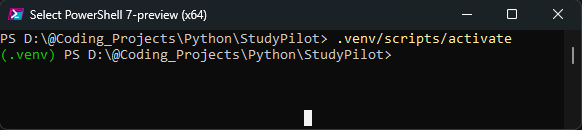 Select PowerShell 7-preview (x64)
PS D:\@Coding_Projects\Python\StudyPilot> .venv/scripts/activate
(.venv) PS D:\@Coding_Projects\Python\StudyPilot>